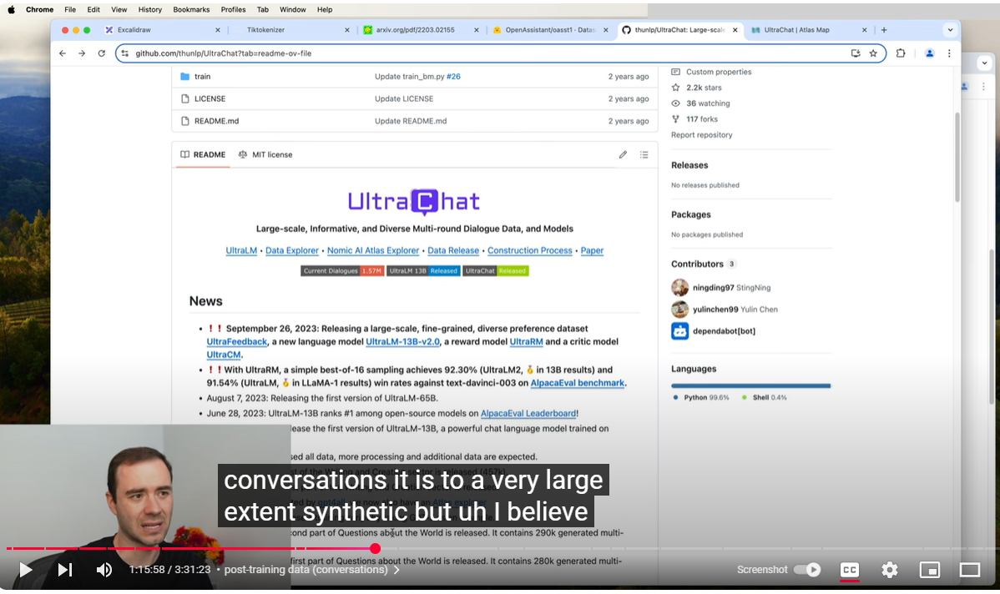 Chrome File Edit View History Bookmarks Profiles Tab Window Help
Excalidraw Tiktokenizer arxiv.org/pdf/2203.02155 OpenAssistant/oasst1 · Datas thunlp/UltraChat: Large-scale UltraChat | Atlas Map
github.com/thunlp/UltraChat?tab=readme-ov-file
train Update train_bm.py #26 2 years ago
LICENSE Update LICENSE 2 years ago
README.md Update README.md 2 years ago
README MIT license
UltraChat
Large-scale, Informative, and Diverse Multi-round Dialogue Data, and Models
UltraLM • Data Explorer • Nomic AI Atlas Explorer • Data Release • Construction Process • Paper
Current Dialogues 1.57M UltraLM 13B Released UltraChat Released
News
• ❗❗ Septempber 26, 2023: Releasing a large-scale, fine-grained, diverse preference dataset
UltraFeedback, a new language model UltraLM-13B-v2.0, a reward model UltraRM and a critic model
UltraCM.
• ❗❗With UltraRM, a simple best-of-16 sampling achieves 92.30% (UltraLM2, 🥇 in 13B results) and
91.54% (UltraLM, 🥇 in LLaMA-1 results) win rates against text-davinci-003 on AlpacaEval benchmark.
• August 7, 2023: Releasing the first version of UltraLM-65B.
• June 28, 2023: UltraLM-13B ranks #1 among open-source models on AlpacaEval Leaderboard!
lease the first version of UltraLM-13B, a powerful chat language model trained on
sed all data, more processing and additional data are expected.
cond part of Questions about the World is released. It contains 290k generated multi-
first part of Questions about the World is released. It contains 280k generated multi-
Custom properties
2.2k stars
36 watching
117 forks
Report repository
Releases
No releases published
Packages
No packages published
Contributors 3
ningding97 StingNing
yulinchen99 Yulin Chen
dependabot[bot]
Languages
Python 99.6% Shell 0.4%
conversations it is to a very large
extent synthetic but uh I believe
1:15:58 / 3:31:23 • post-training data (conversations) Screenshot CC